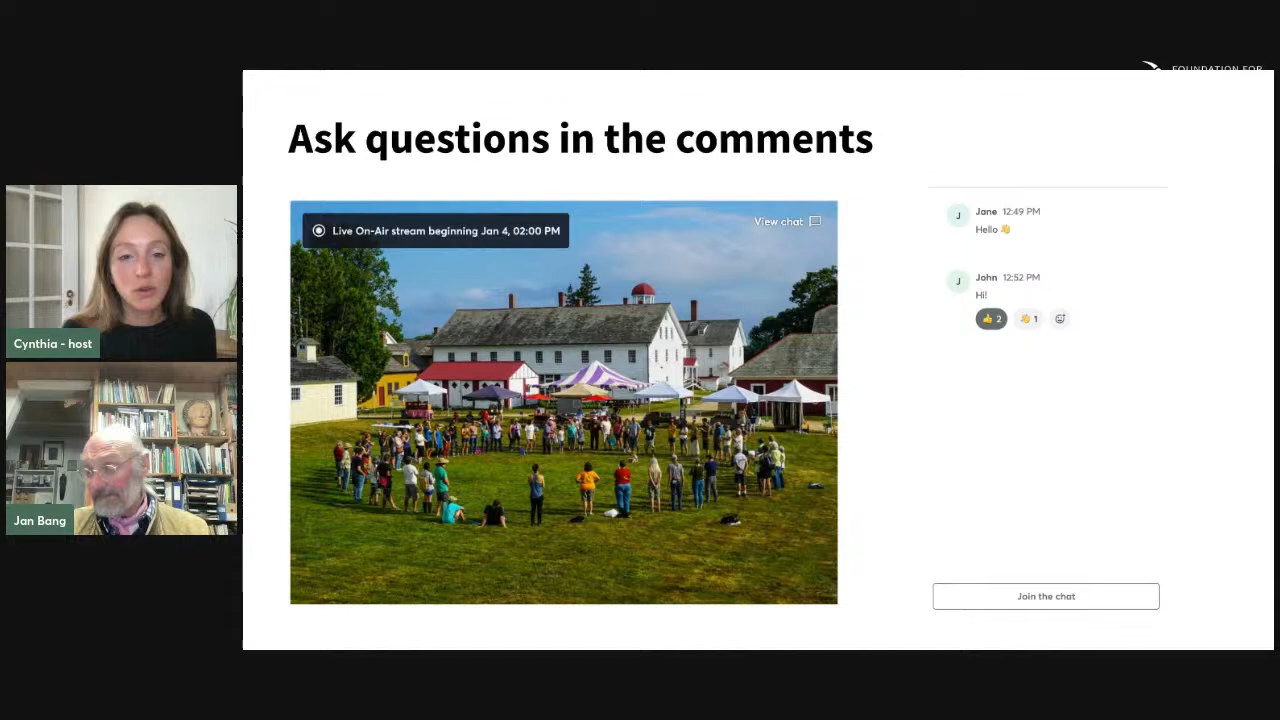 FOUNDATION FOR
Ask questions in the comments
Live On-Air stream beginning Jan 4, 02:00 PM
View chat
J
Jane 12:49 PM
Hello 👋
J
John 12:52 PM
Hi!
👍 2 👋 1
Join the chat
Cynthia - host
Jan Bang